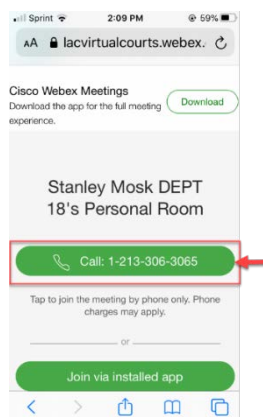 Sprint 2:09 PM 59%
AA lacvirtualcourts.webex.
Cisco Webex Meetings
Download the app for the full meeting
experience.
Download
Stanley Mosk DEPT
18's Personal Room
Call: 1-213-306-3065
Tap to join the meeting by phone only. Phone
charges may apply.
or
Join via installed app